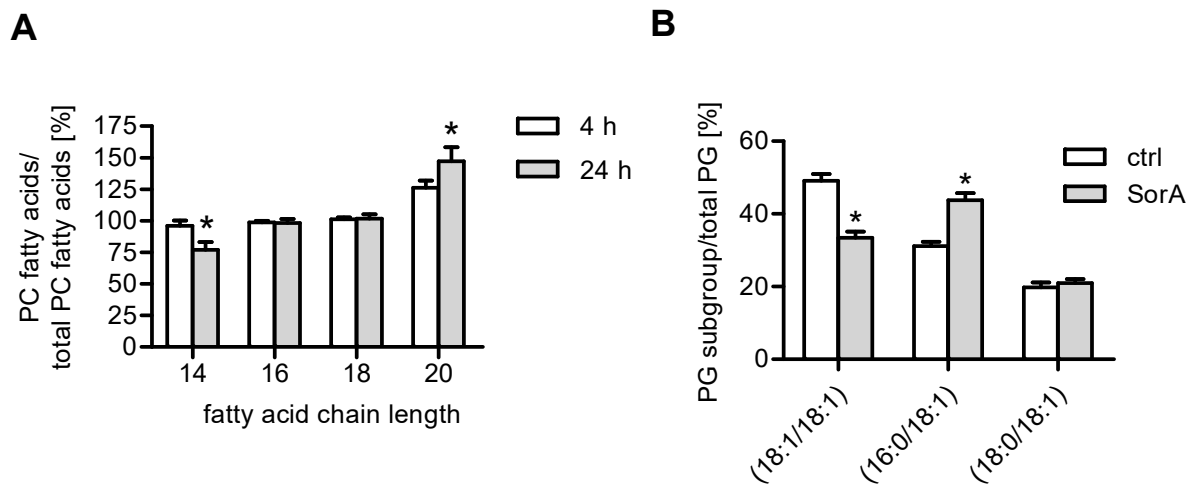 A
PC fatty acids/
total PC fatty acids [%]
175
150
125
100
75
50
25
0
*
*
14 16 18 20
fatty acid chain length
4 h
24 h
B
PG subgroup/total PG [%]
60
40
20
0
*
*
(18:1/18:1)
(16:0/18:1)
(18:0/18:1)
ctrl
SorA